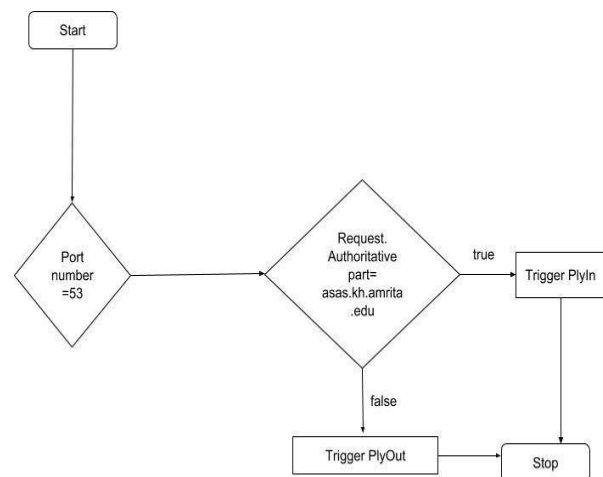 Start
Port
number
=53
Request.
Authoritative
part=
asas.kh.amrita
.edu
true
Trigger PlyIn
false
Trigger PlyOut
Stop